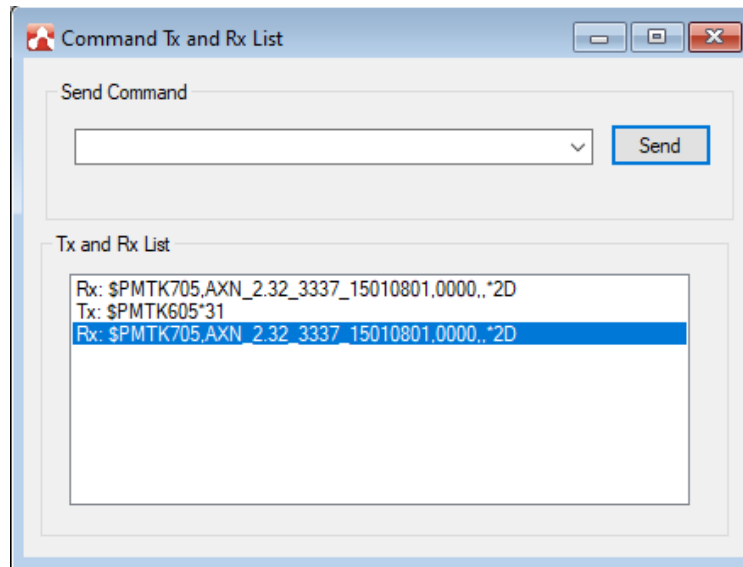 Command Tx and Rx List
Send Command
Send
Tx and Rx List
Rx: $PMTK705,AXN_2.32_3337_15010801,0000,,*2D
Tx: $PMTK605*31
Rx: $PMTK705,AXN_2.32_3337_15010801,0000,,*2D